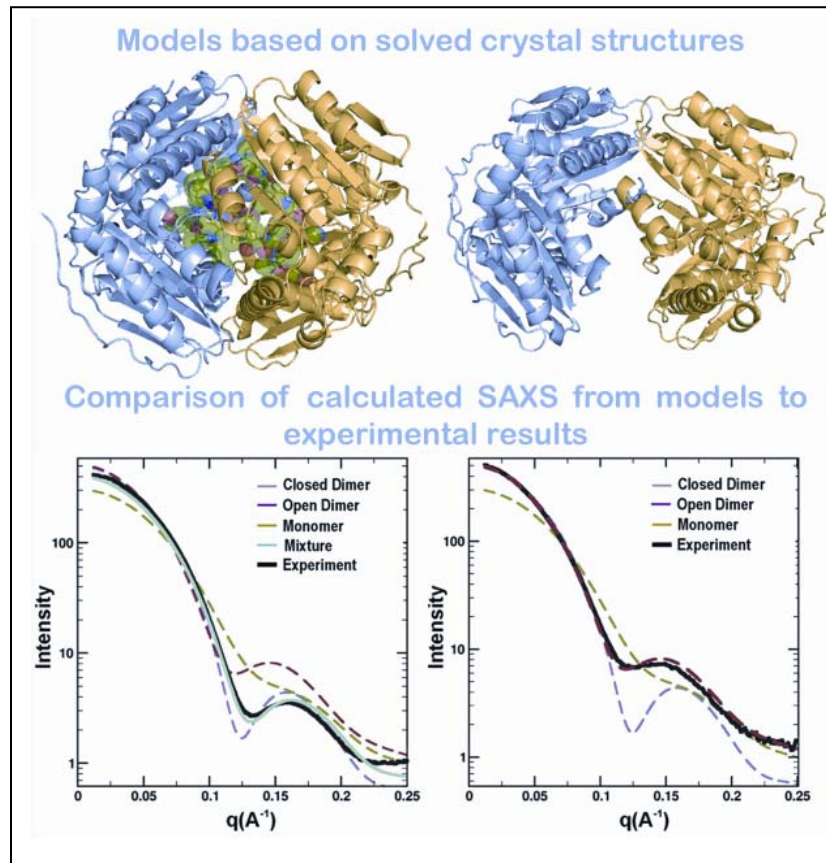 Models based on solved crystal structures
Comparison of calculated SAXS from models to
experimental results
Closed Dimer
Open Dimer
Monomer
Mixture
Experiment
Intensity
100
10
1
0
0.05
0.1
0.15
0.2
0.25
q(A⁻¹)
Closed Dimer
Open Dimer
Monomer
Experiment
Intensity
100
10
1
0
0.05
0.1
0.15
0.2
0.25
q(A⁻¹)